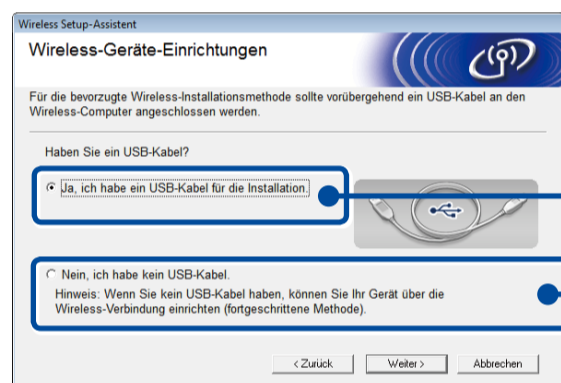 Wireless Setup-Assistent
Wireless-Geräte-Einrichtungen
Für die bevorzugte Wireless-Installationsmethode sollte vorübergehend ein USB-Kabel an den
Wireless-Computer angeschlossen werden.
Haben Sie ein USB-Kabel?
Ja, ich habe ein USB-Kabel für die Installation.
Nein, ich habe kein USB-Kabel.
Hinweis: Wenn Sie kein USB-Kabel haben, können Sie Ihr Gerät über die
Wireless-Verbindung einrichten (fortgeschrittene Methode).
< Zurück Weiter > Abbrechen